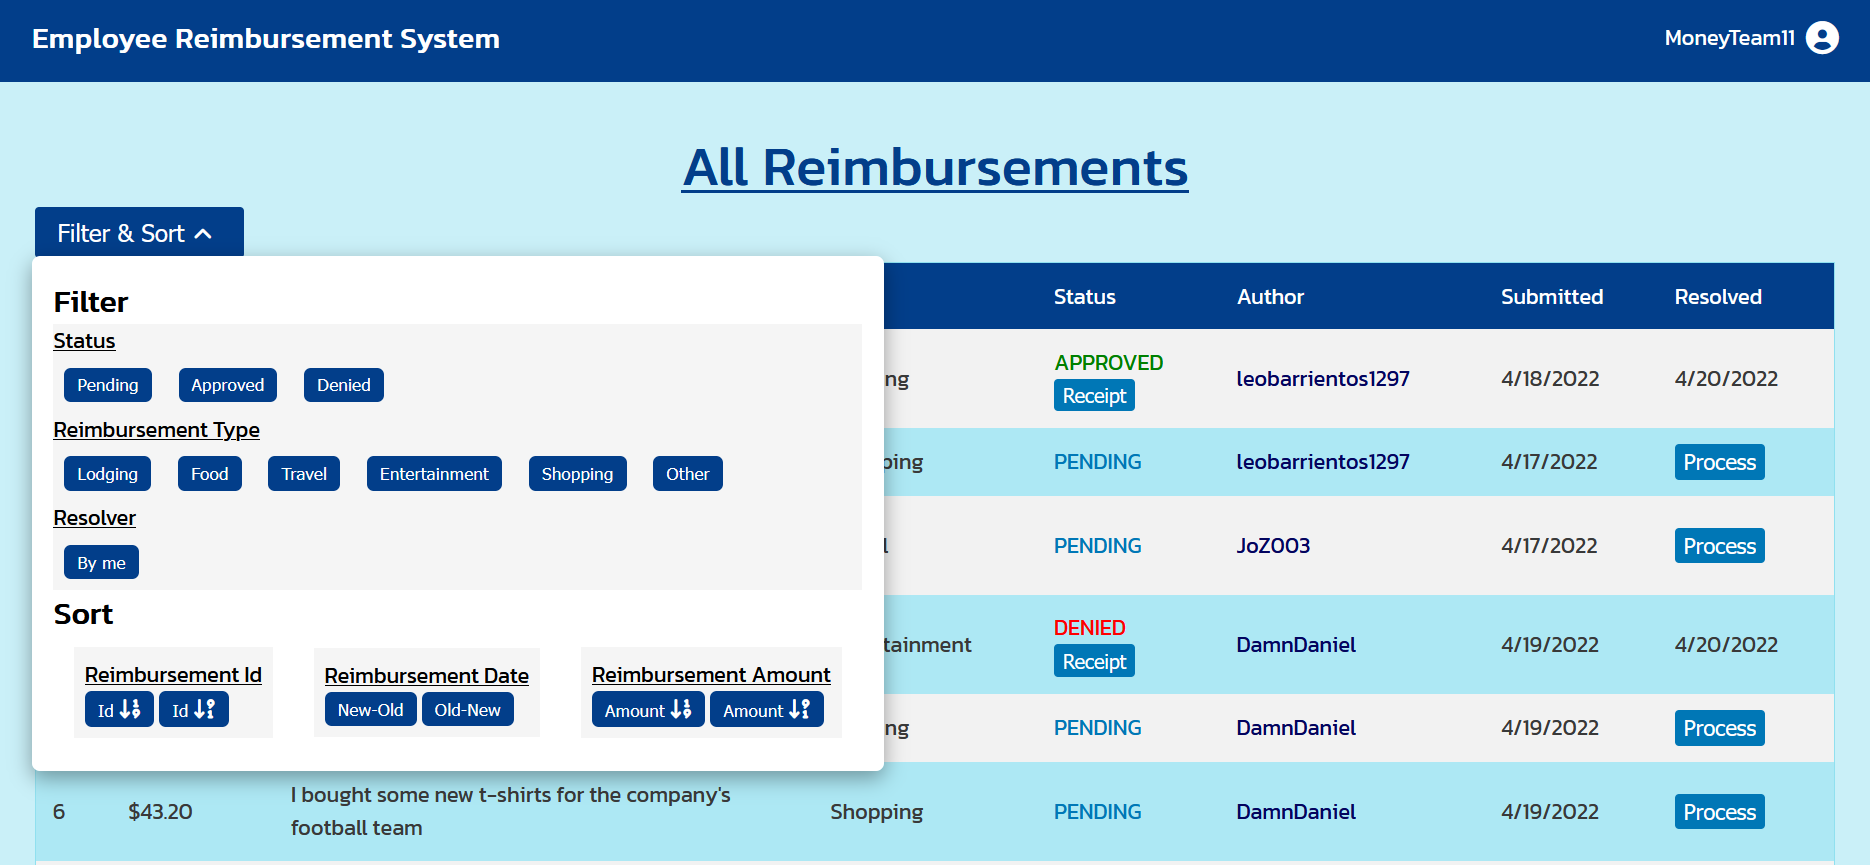 Employee Reimbursement System
MoneyTeam11
All Reimbursements
Filter & Sort
Filter
Status
Pending Approved Denied
Reimbursement Type
Lodging Food Travel Entertainment Shopping Other
Resolver
By me
Sort
Reimbursement Id Reimbursement Date Reimbursement Amount
Id Id New-Old Old-New Amount Amount
Status Author Submitted Resolved
APPROVED
Receipt
ng leobarrientos1297 4/18/2022 4/20/2022
ping PENDING leobarrientos1297 4/17/2022 Process
l PENDING JoZ003 4/17/2022 Process
DENIED
Receipt
tainment DamnDaniel 4/19/2022 4/20/2022
ng PENDING DamnDaniel 4/19/2022 Process
6 $43.20 I bought some new t-shirts for the company's
football team
Shopping PENDING DamnDaniel 4/19/2022 Process